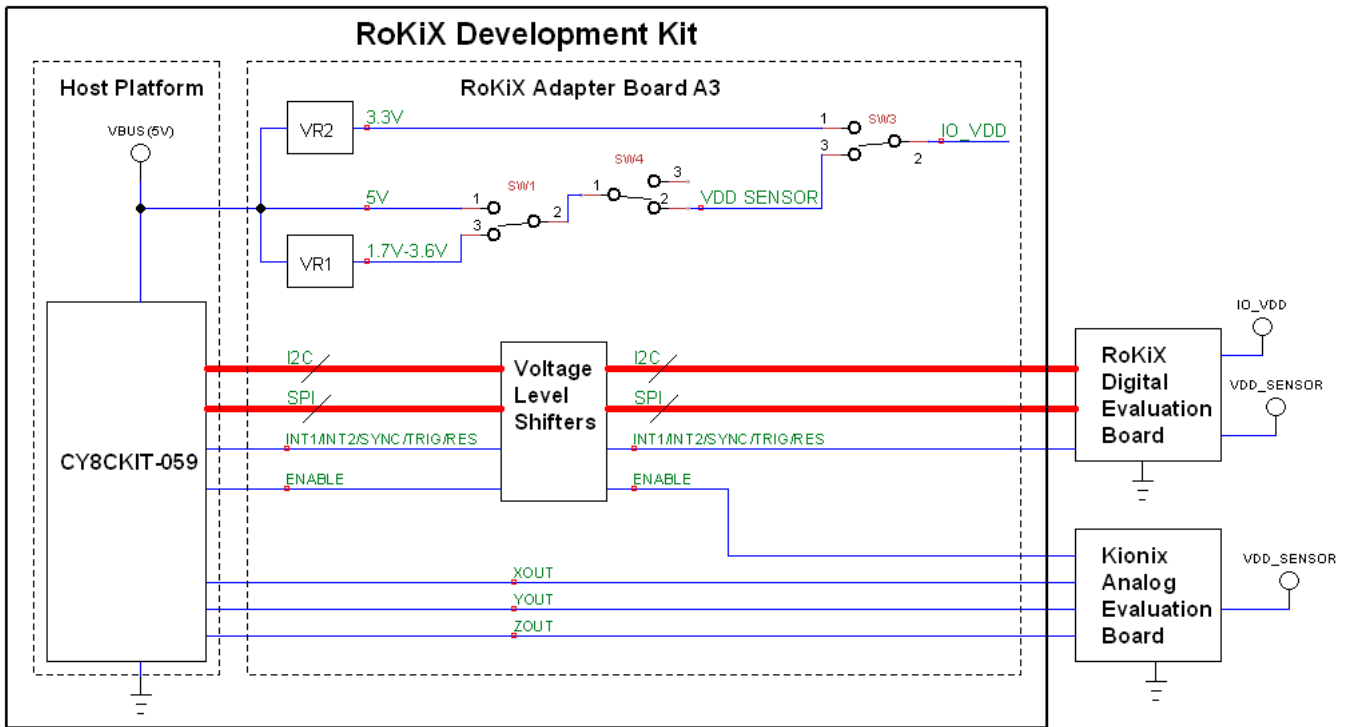 RoKiX Development Kit
Host Platform
RoKiX Adapter Board A3
VBUS (5V)
VR2
3.3V
1
SW3
3
2
IO_VDD
SW4
3
1
2
VDD SENSOR
5V
1
SW1
3
2
VR1
1.7V-3.6V
CY8CKIT-059
I2C
SPI
INT1/INT2/SYNC/TRIG/RES
ENABLE
Voltage
Level
Shifters
I2C
SPI
INT1/INT2/SYNC/TRIG/RES
ENABLE
XOUT
YOUT
ZOUT
IO_VDD
VDD_SENSOR
RoKiX
Digital
Evaluation
Board
Kionix
Analog
Evaluation
Board
VDD_SENSOR